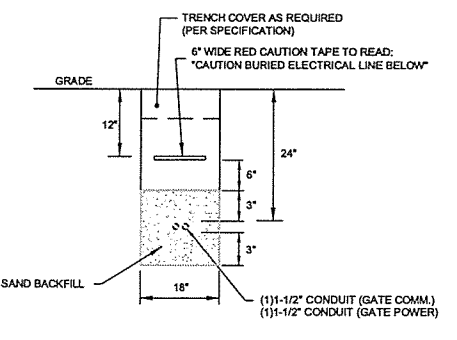 TRENCH COVER AS REQUIRED
(PER SPECIFICATION)
6" WIDE RED CAUTION TAPE TO READ;
"CAUTION BURIED ELECTRICAL LINE BELOW"
GRADE
12"
24"
6"
3"
3"
SAND BACKFILL
18"
(1)1-1/2" CONDUIT (GATE COMM.)
(1)1-1/2" CONDUIT (GATE POWER)